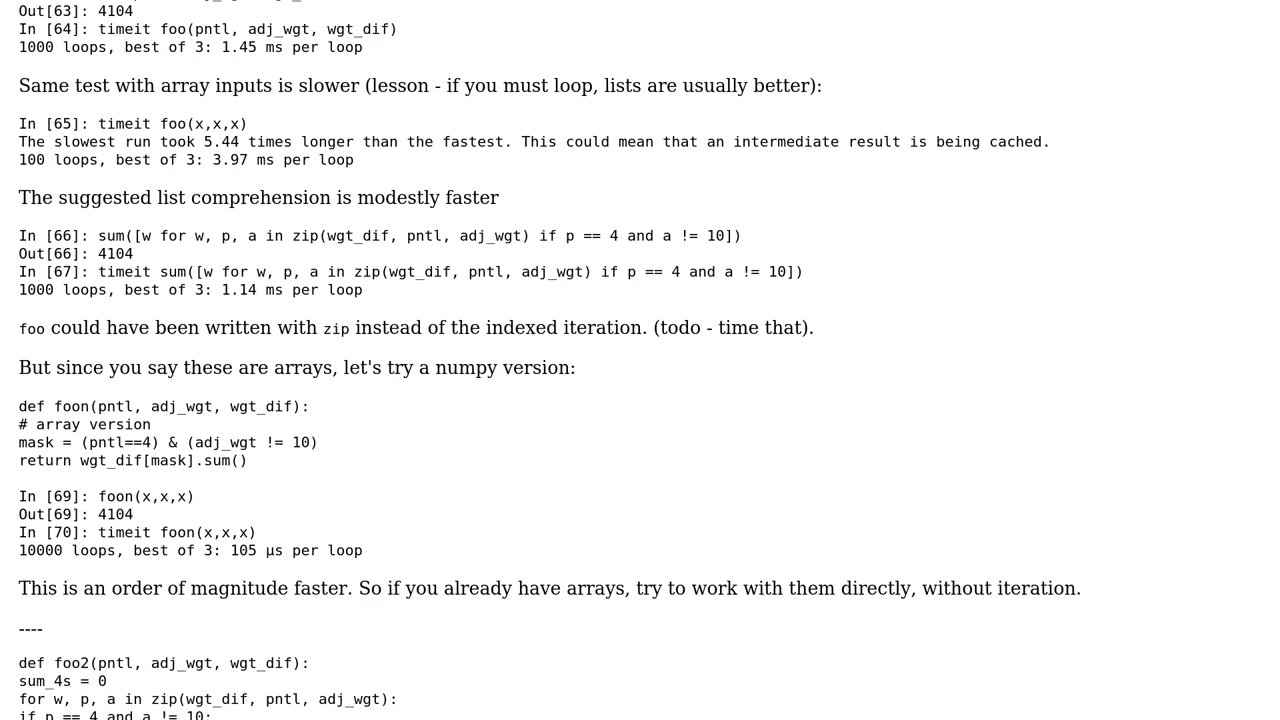 Out[63]: 4104
In [64]: timeit foo(pntl, adj_wgt, wgt_dif)
1000 loops, best of 3: 1.45 ms per loop
Same test with array inputs is slower (lesson - if you must loop, lists are usually better):
In [65]: timeit foo(x,x,x)
The slowest run took 5.44 times longer than the fastest. This could mean that an intermediate result is being cached.
100 loops, best of 3: 3.97 ms per loop
The suggested list comprehension is modestly faster
In [66]: sum([w for w, p, a in zip(wgt_dif, pntl, adj_wgt) if p == 4 and a != 10])
Out[66]: 4104
In [67]: timeit sum([w for w, p, a in zip(wgt_dif, pntl, adj_wgt) if p == 4 and a != 10])
1000 loops, best of 3: 1.14 ms per loop
foo could have been written with zip instead of the indexed iteration. (todo - time that).
But since you say these are arrays, let's try a numpy version:
def foon(pntl, adj_wgt, wgt_dif):
# array version
mask = (pntl==4) & (adj_wgt != 10)
return wgt_dif[mask].sum()
In [69]: foon(x,x,x)
Out[69]: 4104
In [70]: timeit foon(x,x,x)
10000 loops, best of 3: 105 µs per loop
This is an order of magnitude faster. So if you already have arrays, try to work with them directly, without iteration.
----
def foo2(pntl, adj_wgt, wgt_dif):
sum_4s = 0
for w, p, a in zip(wgt_dif, pntl, adj_wgt):
if p == 4 and a != 10: